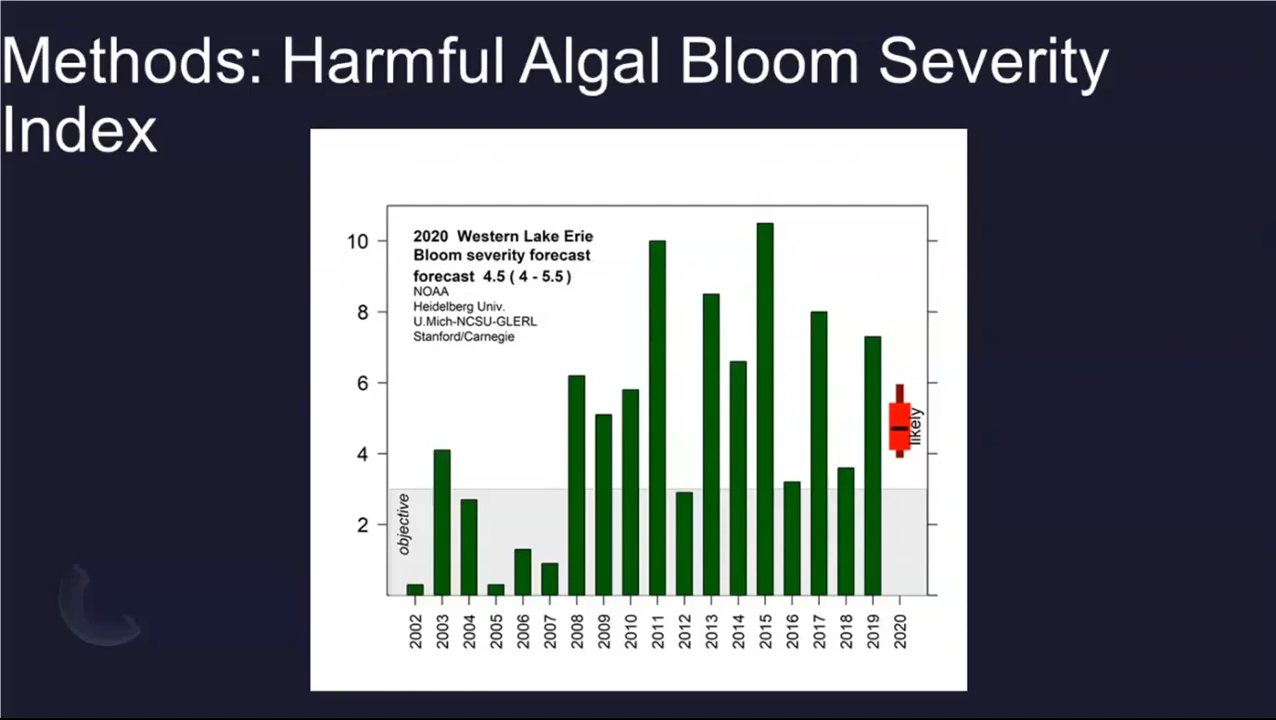 Methods: Harmful Algal Bloom Severity
Index
2020 Western Lake Erie
Bloom severity forecast
forecast 4.5 ( 4 - 5.5 )
NOAA
Heidelberg Univ.
U.Mich-NCSU-GLERL
Stanford/Carnegie
10
8
6
4
2
objective
likely
2002
2003
2004
2005
2006
2007
2008
2009
2010
2011
2012
2013
2014
2015
2016
2017
2018
2019
2020